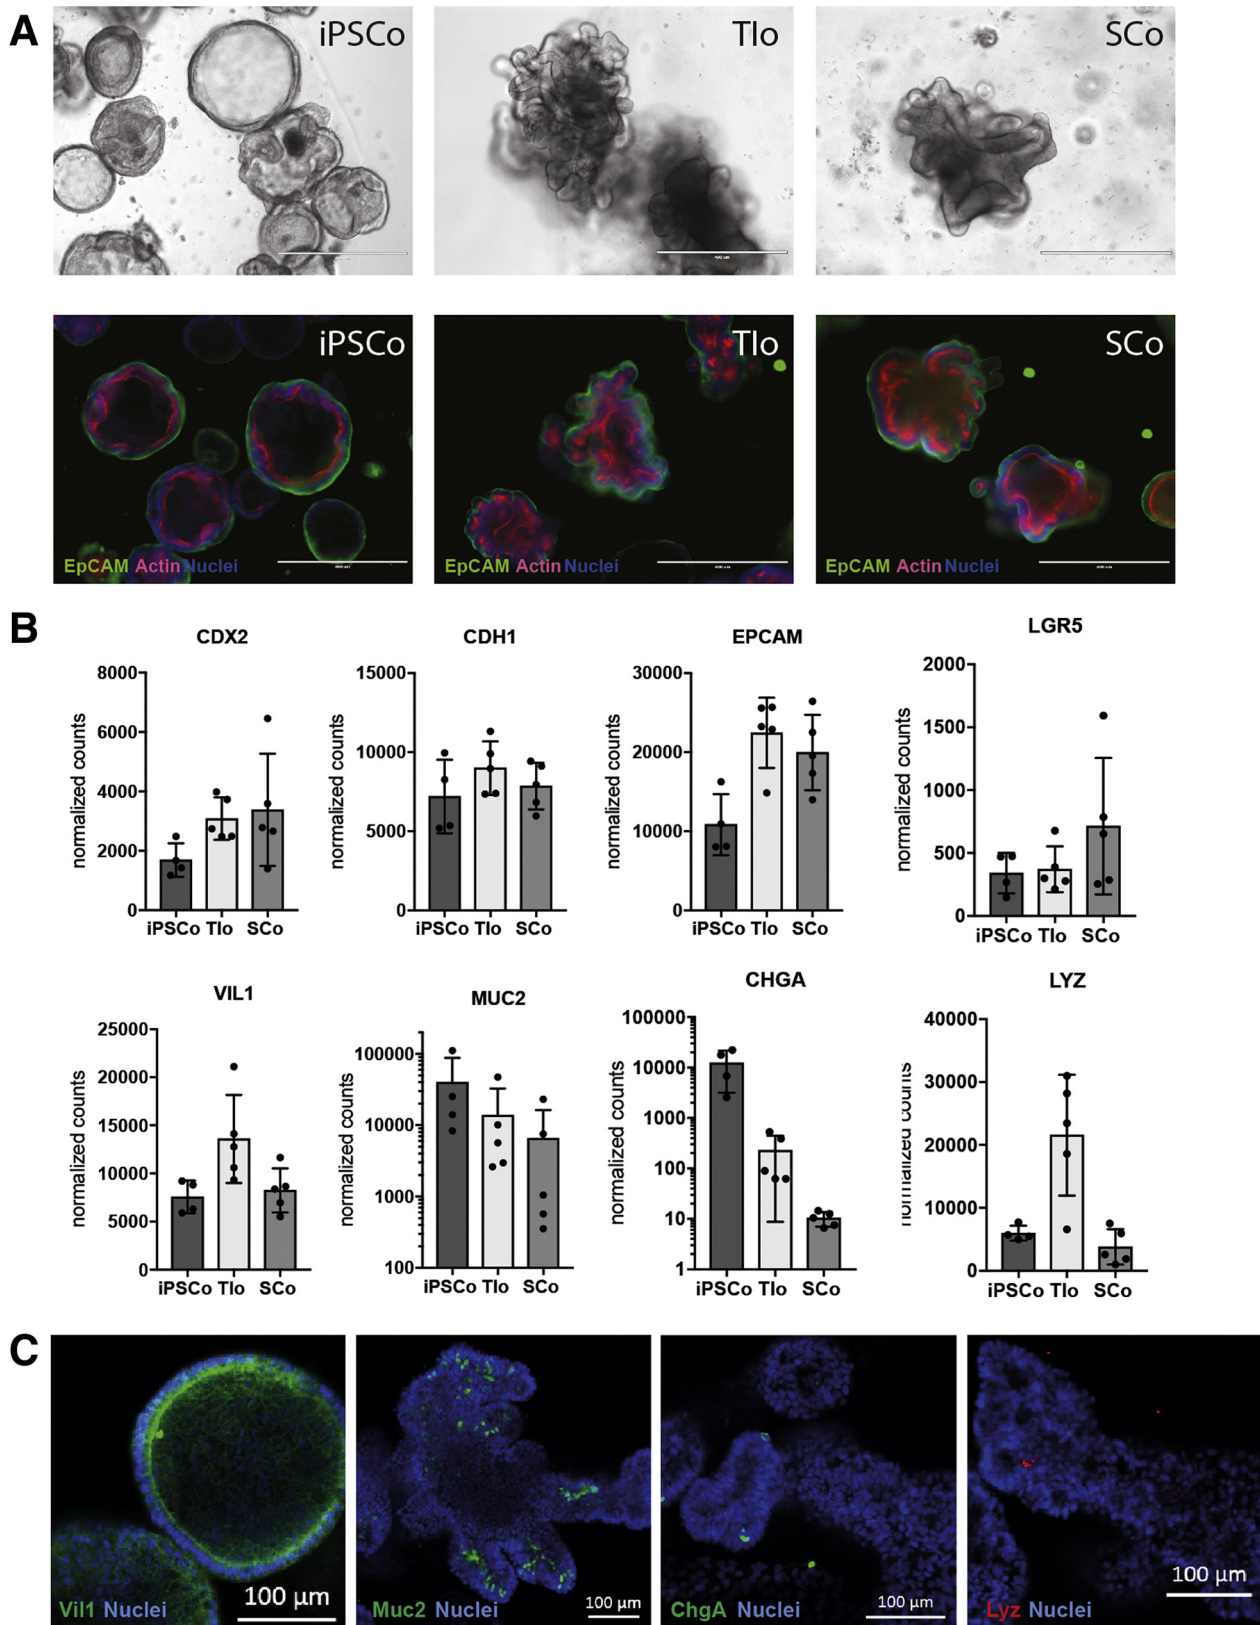 A
iPSCo
TIo
SCo
iPSCo
TIo
SCo
EpCAM Actin Nuclei
EpCAM Actin Nuclei
EpCAM Actin Nuclei
B
CDX2
CDH1
EPCAM
LGR5
normalized counts
8000
6000
4000
2000
0
iPSCo TIo SCo
normalized counts
15000
10000
5000
0
iPSCo TIo SCo
normalized counts
30000
20000
10000
0
iPSCo TIo SCo
normalized counts
2000
1500
1000
500
0
iPSCo TIo SCo
VIL1
MUC2
CHGA
LYZ
normalized counts
25000
20000
15000
10000
5000
0
iPSCo TIo SCo
normalized counts
100000
10000
1000
100
iPSCo TIo SCo
normalized counts
100000
10000
1000
100
10
1
iPSCo TIo SCo
normalized counts
40000
30000
20000
10000
0
iPSCo TIo SCo
C
Vil1 Nuclei
100 µm
Muc2 Nuclei
100 µm
ChgA Nuclei
100 µm
Lyz Nuclei
100 µm